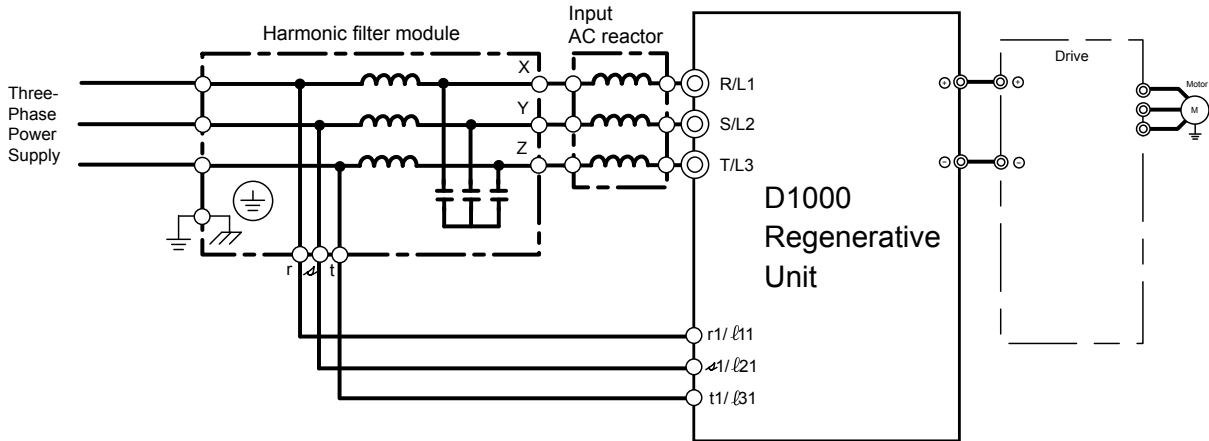 Input
AC reactor
Harmonic filter module
Drive
Three-
Phase
Power
Supply
X
Y
Z
R/L1
S/L2
T/L3
+
+
−
−
Motor
M
D1000
Regenerative
Unit
r
s
t
r1/ℓ11
s1/ℓ21
t1/ℓ31